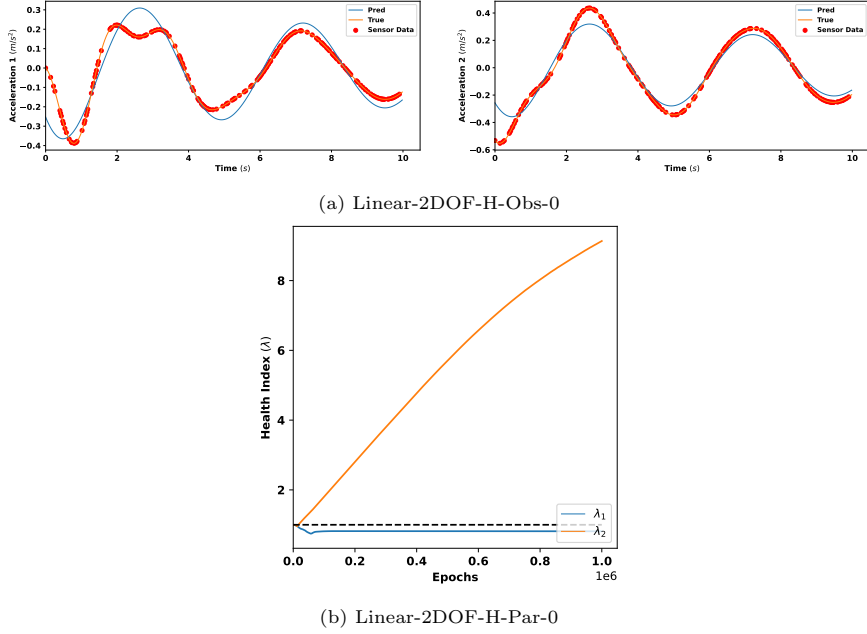 0.3
0.2
0.1
0.0
−0.1
−0.2
−0.3
−0.4
Acceleration 1 (m/s²)
Pred
True
Sensor Data
0 2 4 6 8 10
Time (s)
0.4
0.2
0.0
−0.2
−0.4
−0.6
Acceleration 2 (m/s²)
Pred
True
Sensor Data
0 2 4 6 8 10
Time (s)
(a) Linear-2DOF-H-Obs-0
8
6
4
2
Health Index (λ)
λ₁
λ₂
0.0 0.2 0.4 0.6 0.8 1.0
Epochs
1e6
(b) Linear-2DOF-H-Par-0